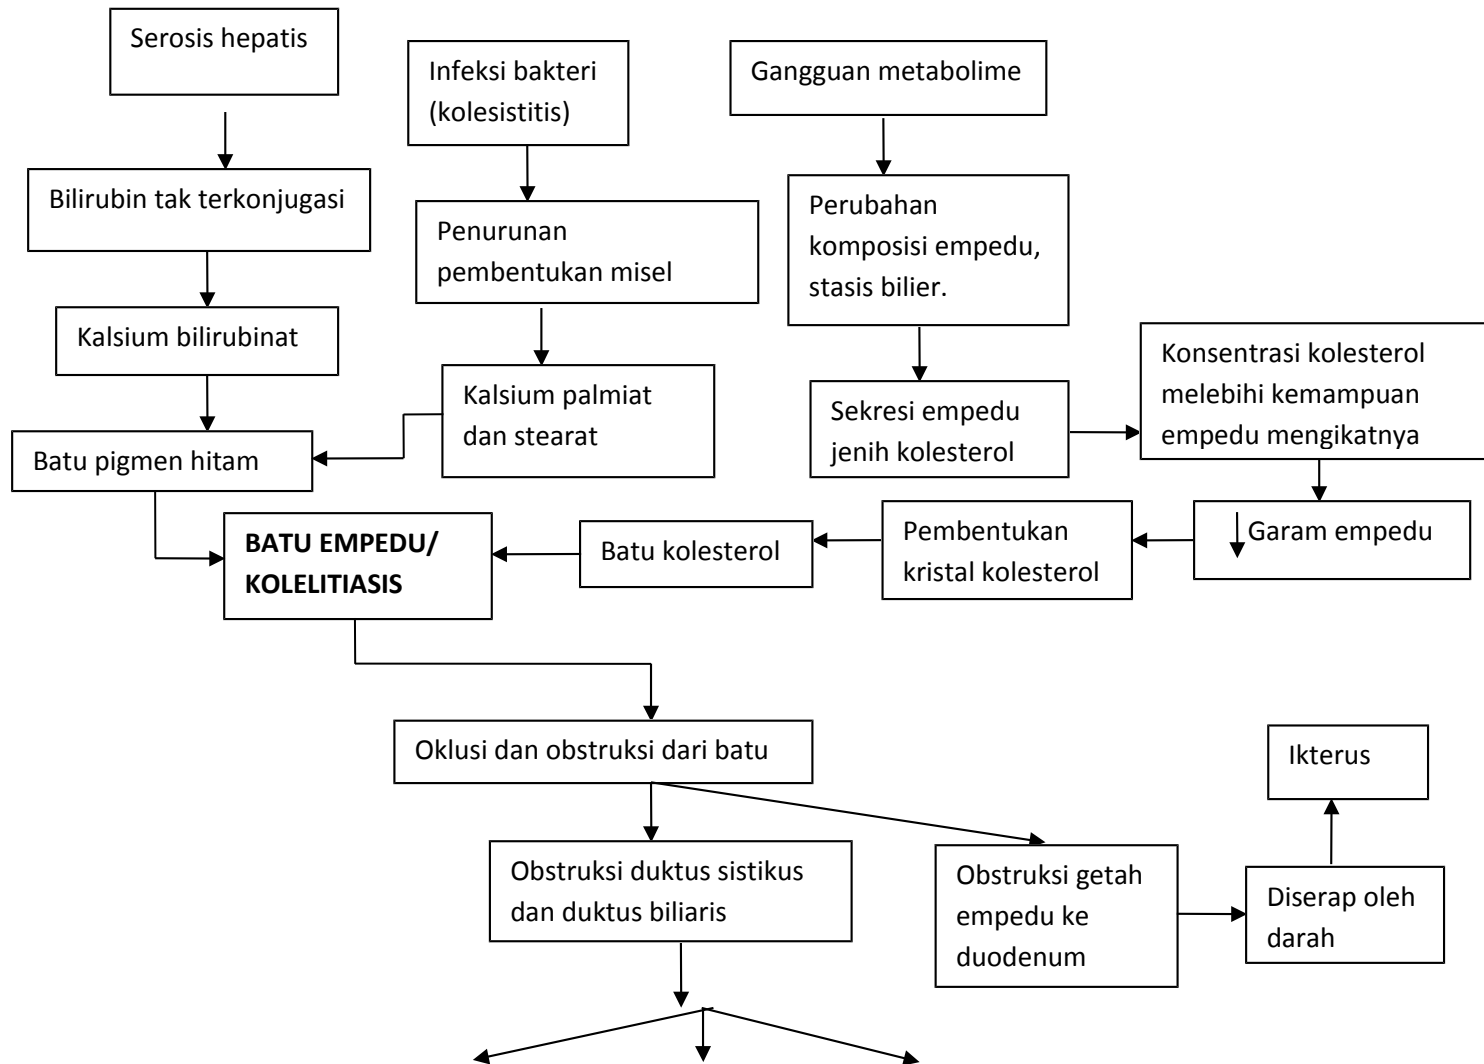 Serosis hepatis
Infeksi bakteri
(kolesistitis)
Gangguan metabolime
Bilirubin tak terkonjugasi
Penurunan
pembentukan misel
Perubahan
komposisi empedu,
stasis bilier.
Kalsium bilirubinat
Kalsium palmiat
dan stearat
Sekresi empedu
jenih kolesterol
Konsentrasi kolesterol
melebihi kemampuan
empedu mengikatnya
Batu pigmen hitam
BATU EMPEDU/
KOLELITIASIS
Batu kolesterol
Pembentukan
kristal kolesterol
Garam empedu
Oklusi dan obstruksi dari batu
Ikterus
Obstruksi duktus sistikus
dan duktus biliaris
Obstruksi getah
empedu ke
duodenum
Diserap oleh
darah